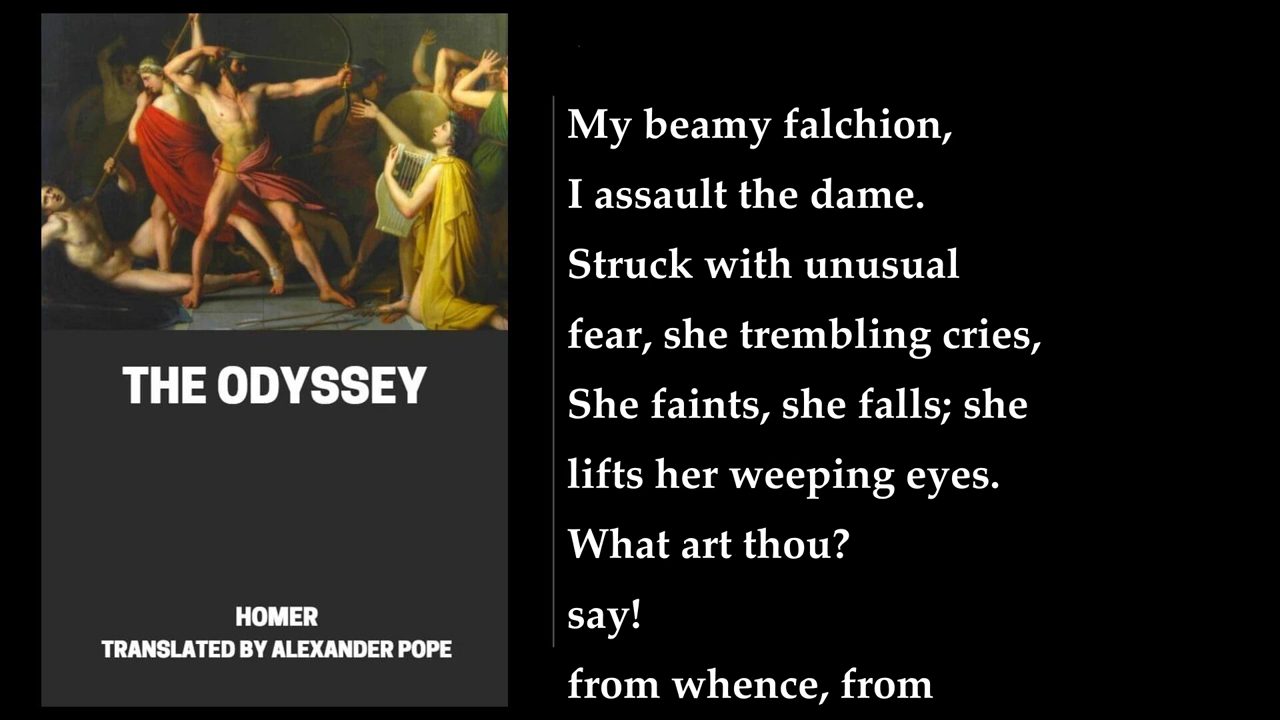 THE ODYSSEY
HOMER
TRANSLATED BY ALEXANDER POPE
My beamy falchion,
I assault the dame.
Struck with unusual
fear, she trembling cries,
She faints, she falls; she
lifts her weeping eyes.
What art thou?
say!
from whence, from